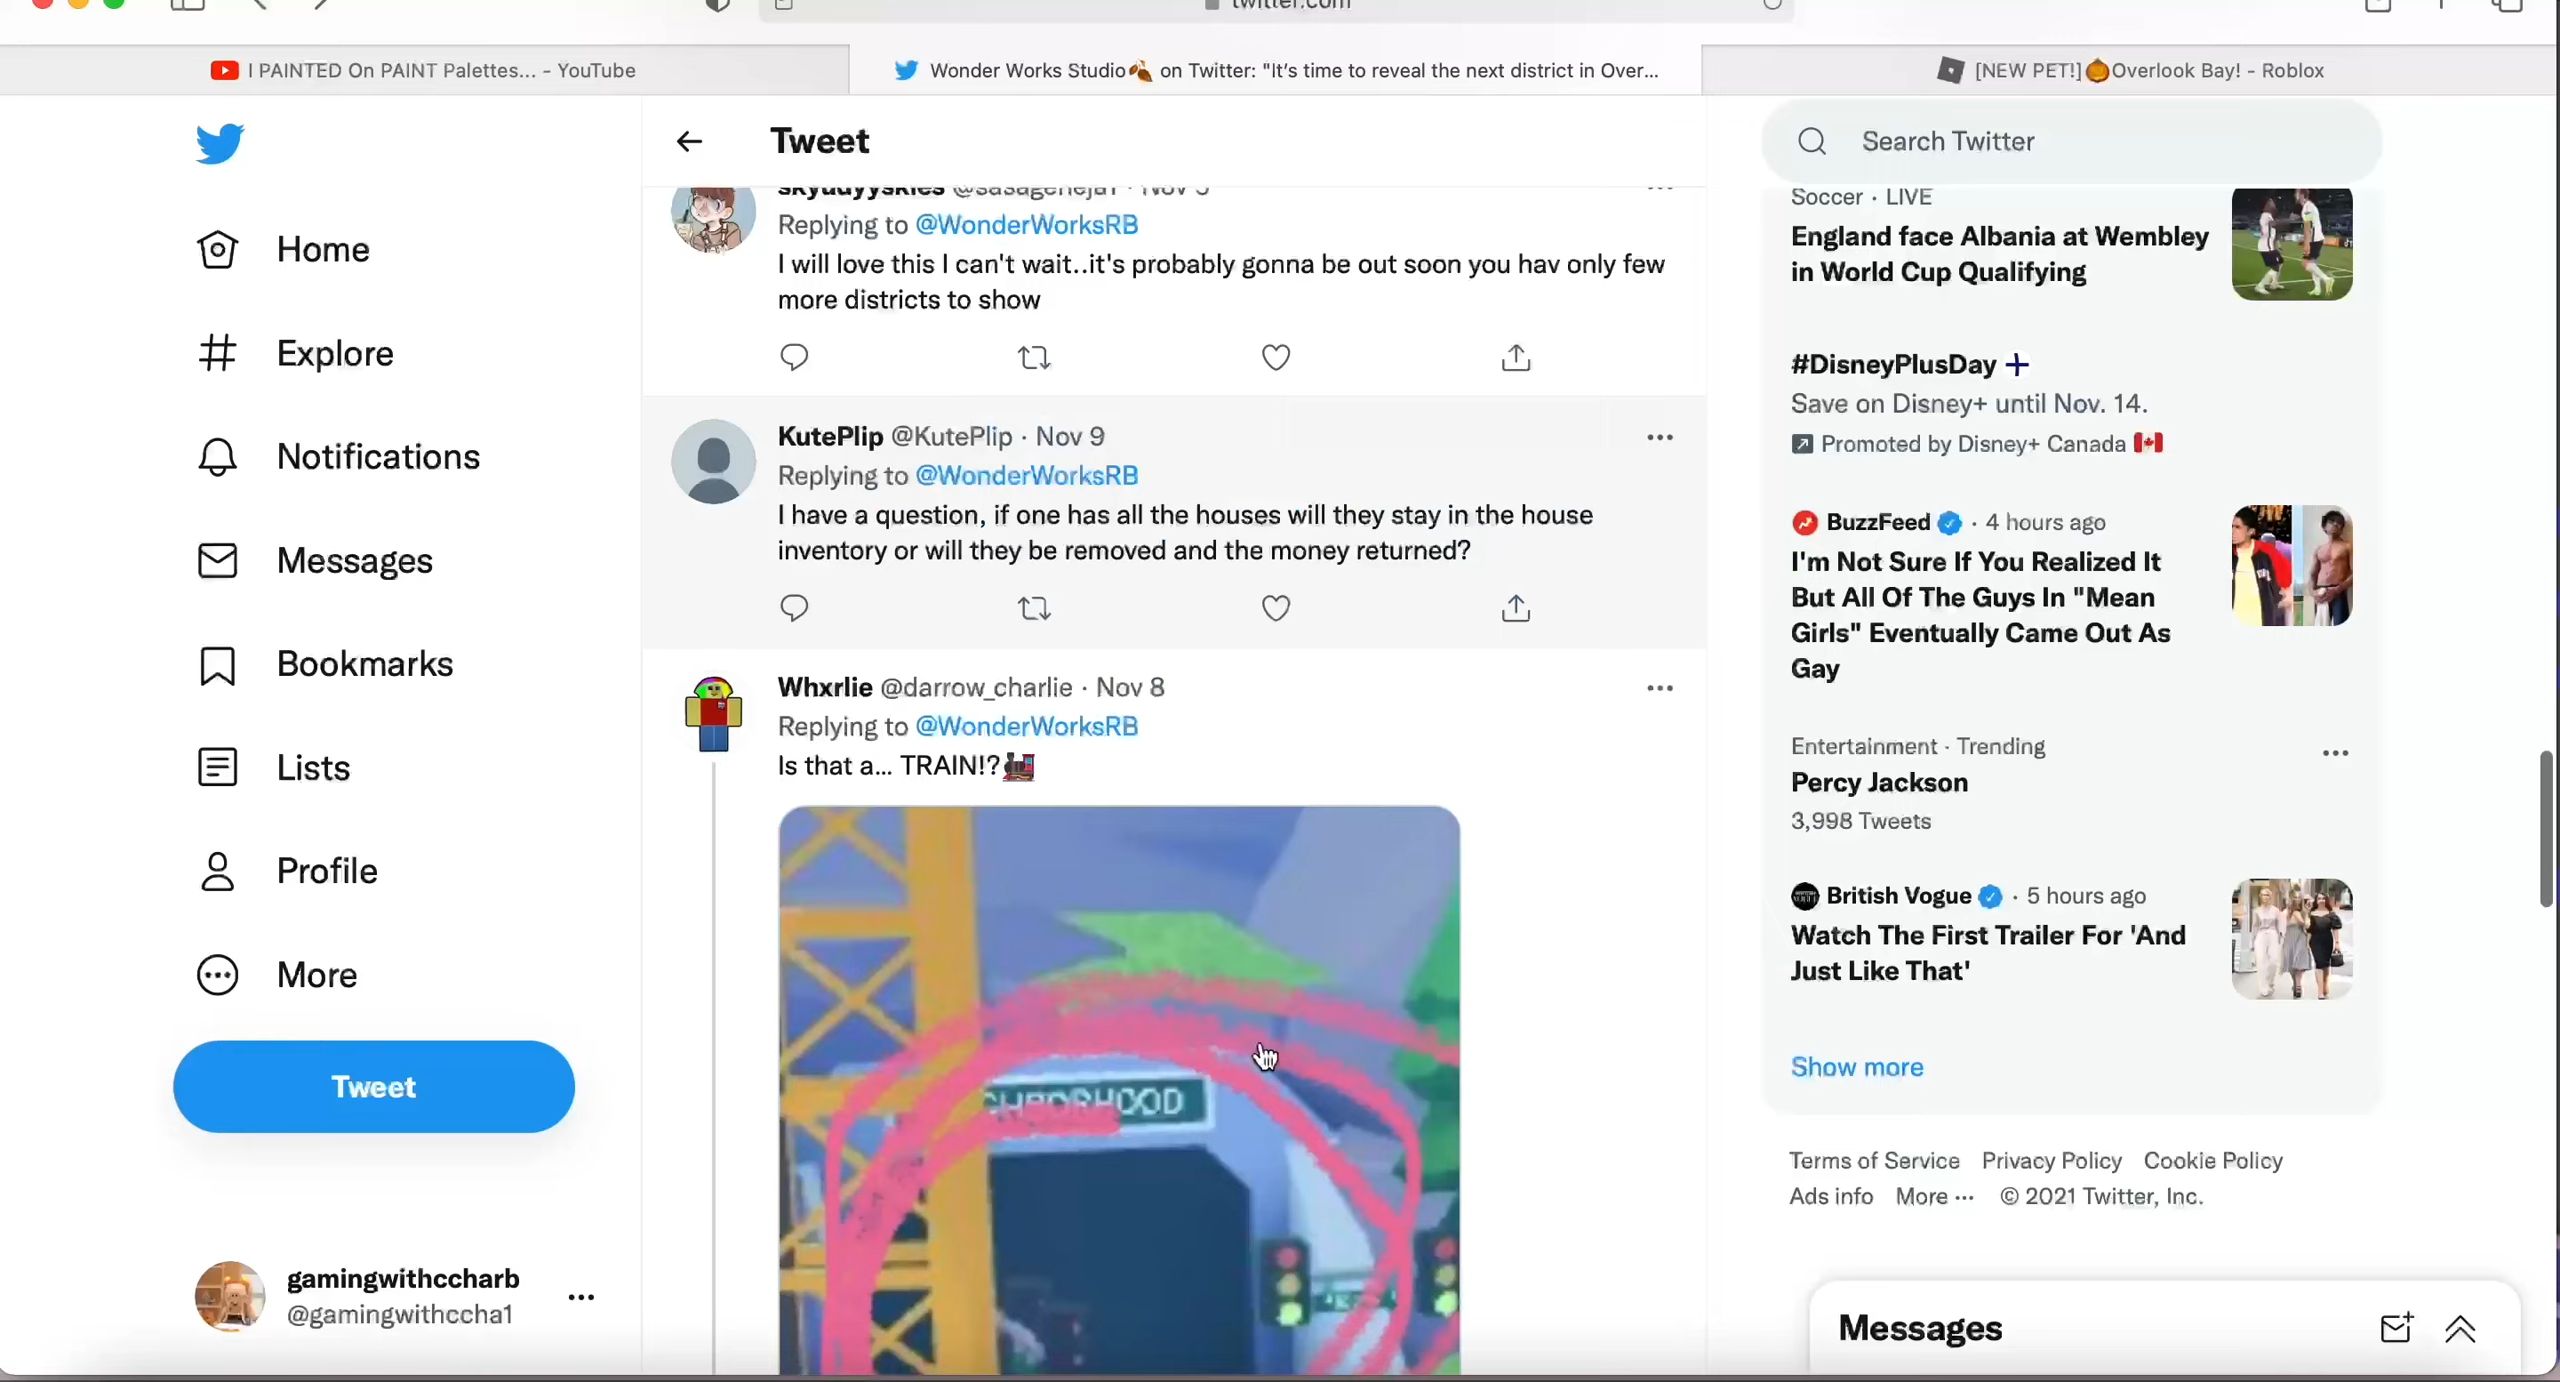 twitter.com
I PAINTED On PAINT Palettes... - YouTube
Wonder Works Studio🍂 on Twitter: "It's time to reveal the next district in Over...
[NEW PET!]🎃Overlook Bay! - Roblox
Home
Explore
Notifications
Messages
Bookmarks
Lists
Profile
More
Tweet
gamingwithccharb
@gamingwithccha1
Tweet
Nov 5
Replying to @WonderWorksRB
I will love this I can't wait..it's probably gonna be out soon you hav only few
more districts to show
KutePlip @KutePlip · Nov 9
Replying to @WonderWorksRB
I have a question, if one has all the houses will they stay in the house
inventory or will they be removed and the money returned?
Whxrlie @darrow_charlie · Nov 8
Replying to @WonderWorksRB
Is that a... TRAIN!?🚂
Search Twitter
Soccer · LIVE
England face Albania at Wembley
in World Cup Qualifying
#DisneyPlusDay
Save on Disney+ until Nov. 14.
Promoted by Disney+ Canada 🇨🇦
BuzzFeed · 4 hours ago
I'm Not Sure If You Realized It
But All Of The Guys In "Mean
Girls" Eventually Came Out As
Gay
Entertainment · Trending
Percy Jackson
3,998 Tweets
British Vogue · 5 hours ago
Watch The First Trailer For 'And
Just Like That'
Show more
Terms of Service Privacy Policy Cookie Policy
Ads info More ··· © 2021 Twitter, Inc.
Messages